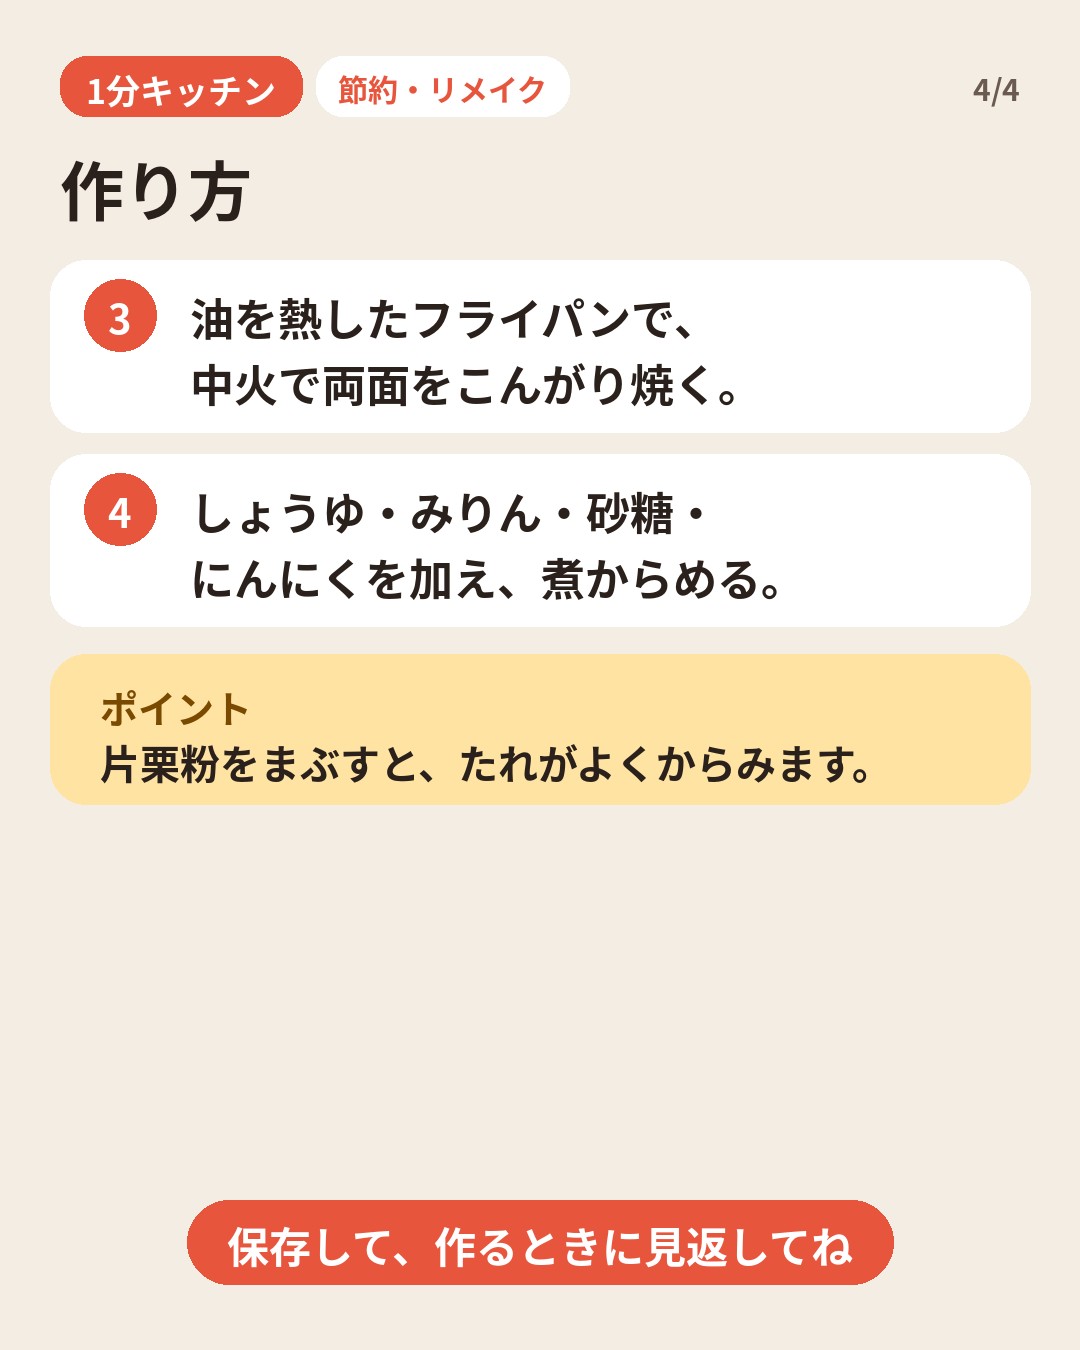 1分キッチン
節約・リメイク
4/4
作り方
3
油を熱したフライパンで、
中火で両面をこんがり焼く。
4
しょうゆ・みりん・砂糖・
にんにくを加え、煮からめる。
ポイント
片栗粉をまぶすと、たれがよくからみます。
保存して、作るときに見返してね